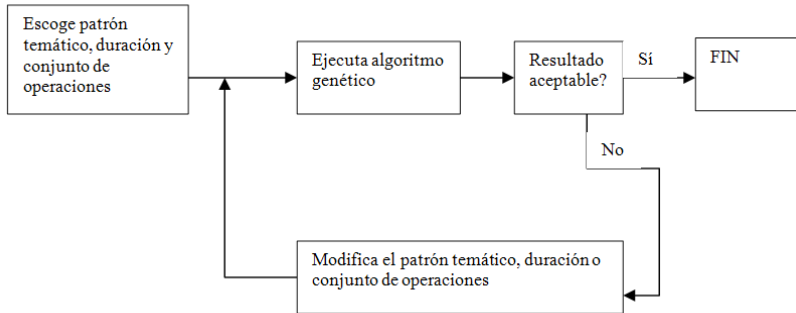 Escoge patrón
temático, duración y
conjunto de
operaciones
Ejecuta algoritmo
genético
Resultado
aceptable?
Sí
FIN
No
Modifica el patrón temático, duración o
conjunto de operaciones